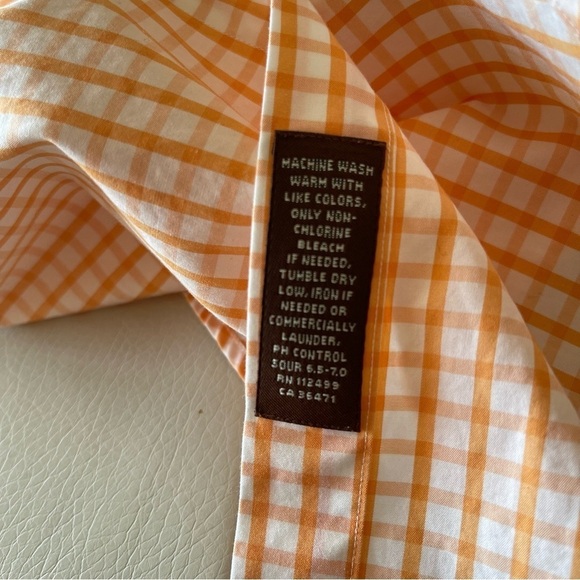 MACHINE WASH
WARM WITH
LIKE COLORS,
ONLY NON-
CHLORINE
BLEACH
IF NEEDED,
TUMBLE DRY
LOW, IRON IF
NEEDED OR
COMMERCIALLY
LAUNDER,
PH CONTROL
SOUR 6.5-7.0
RN 112499
CA 36471